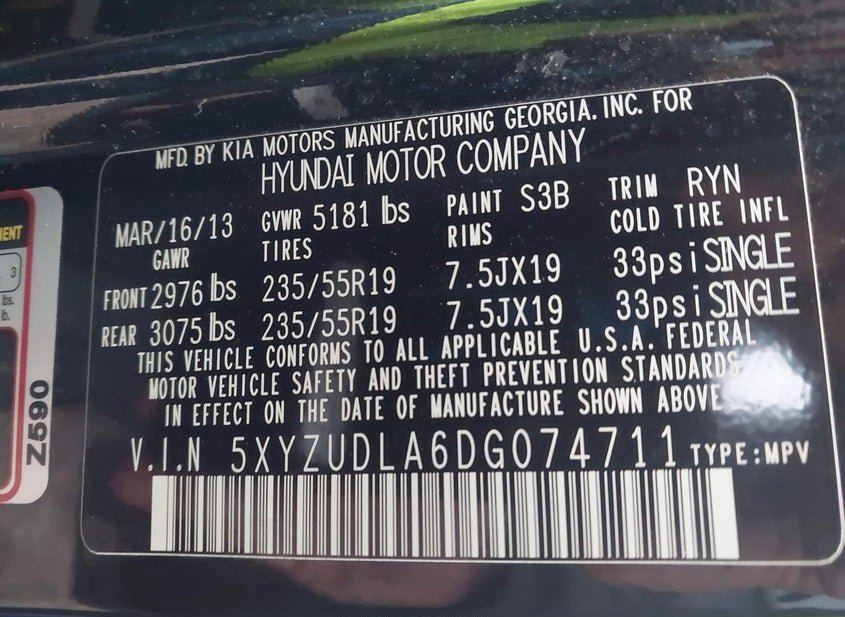 MFD. BY KIA MOTORS MANUFACTURING GEORGIA. INC. FOR
HYUNDAI MOTOR COMPANY
MAR/16/13 GVWR 5181 lbs PAINT S3B TRIM RYN
GAWR TIRES RIMS COLD TIRE INFL
FRONT 2976 lbs 235/55R19 7.5JX19 33psi SINGLE
REAR 3075 lbs 235/55R19 7.5JX19 33psi SINGLE
THIS VEHICLE CONFORMS TO ALL APPLICABLE U.S.A. FEDERAL
MOTOR VEHICLE SAFETY AND THEFT PREVENTION STANDARDS
IN EFFECT ON THE DATE OF MANUFACTURE SHOWN ABOVE
V.I.N 5XYZUDLA6DG074711 TYPE:MPV
3
lbs.
lb.
Z590